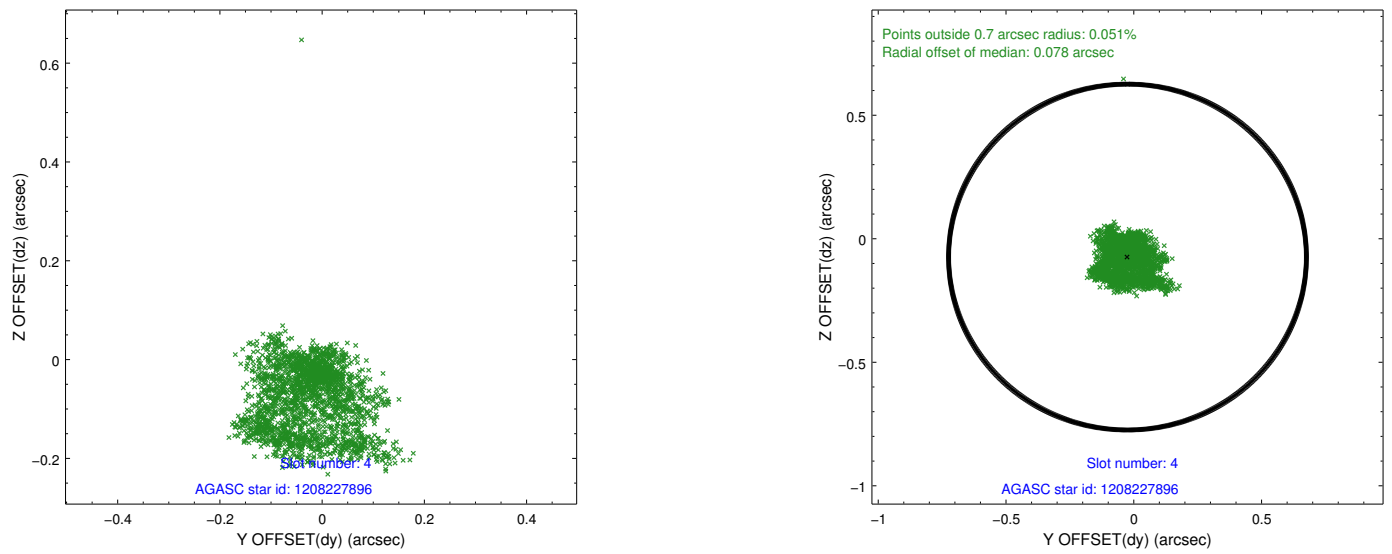 0.6
0.4
0.2
0
−0.2
Z OFFSET(dz) (arcsec)
Slot number: 4
AGASC star id: 1208227896
−0.4
−0.2
0
0.2
0.4
Y OFFSET(dy) (arcsec)
Points outside 0.7 arcsec radius: 0.051%
Radial offset of median: 0.078 arcsec
0.5
0
−0.5
−1
Z OFFSET(dz) (arcsec)
Slot number: 4
AGASC star id: 1208227896
−1
−0.5
0
0.5
Y OFFSET(dy) (arcsec)